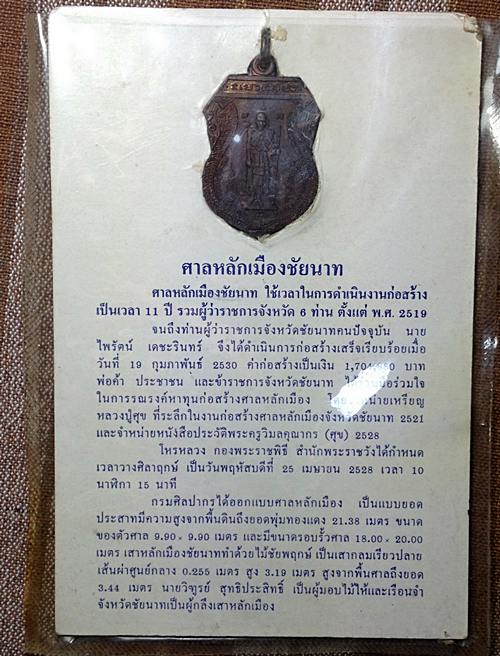 ศาลหลักเมืองชัยนาท
ศาลหลักเมืองชัยนาท ใช้เวลาในการดำเนินงานก่อสร้าง
เป็นเวลา 11 ปี รวมผู้ว่าราชการจังหวัด 6 ท่าน ตั้งแต่ พ.ศ. 2519
จนถึงท่านผู้ว่าราชการจังหวัดชัยนาทคนปัจจุบัน นาย
ไพรัตน์ เดชะรินทร์ จึงได้ดำเนินการก่อสร้างเสร็จเรียบร้อยเมื่อ
วันที่ 19 กุมภาพันธ์ 2530 ค่าก่อสร้างเป็นเงิน บาท
พ่อค้า ประชาชน และข้าราชการจังหวัดชัยนาท ได้ร่วมมือร่วมใจ
ในการรณรงค์หาทุนก่อสร้างศาลหลักเมือง โดยจำหน่ายเหรียญ
หลวงปู่ศุข ที่ระลึกในงานก่อสร้างศาลหลักเมืองจังหวัดชัยนาท 2521
และจำหน่ายหนังสือประวัติพระครูวิมลคุณากร (ศุข) 2528
โหรหลวง กองพระราชพิธี สำนักพระราชวังได้กำหนด
เวลาวางศิลาฤกษ์ เป็นวันพฤหัสบดีที่ 25 เมษายน 2528 เวลา 10
นาฬิกา 15 นาที
กรมศิลปากรได้ออกแบบศาลหลักเมือง เป็นแบบยอด
ประสาทมีความสูงจากพื้นดินถึงยอดพุ่มทองแดง 21.38 เมตร ขนาด
ของตัวศาล 9.90 × 9.90 เมตร และมีขนาดรอบรั้วศาล 18.00 × 20.00
เมตร เสาหลักเมืองชัยนาททำด้วยไม้ชัยพฤกษ์ เป็นเสากลมเรียวปลาย
เส้นผ่าศูนย์กลาง 0.255 เมตร สูง 3.19 เมตร สูงจากพื้นศาลถึงยอด
3.44 เมตร นายวิฑูรย์ สุทธิประสิทธิ์ เป็นผู้มอบไม้ให้และเรือนจำ
จังหวัดชัยนาทเป็นผู้กลึงเสาหลักเมือง